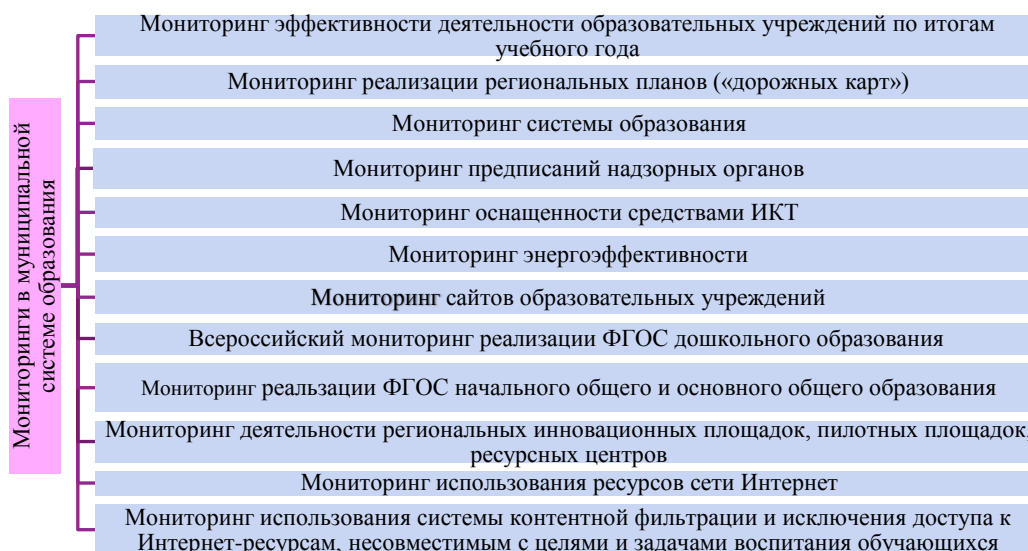 Мониторинги в муниципальной
системе образования
Мониторинг эффективности деятельности образовательных учреждений по итогам
учебного года
Мониторинг реализации региональных планов («дорожных карт»)
Мониторинг системы образования
Мониторинг предписаний надзорных органов
Мониторинг оснащенности средствами ИКТ
Мониторинг энергоэффективности
Мониторинг сайтов образовательных учреждений
Всероссийский мониторинг реализации ФГОС дошкольного образования
Мониторинг реальзации ФГОС начального общего и основного общего образования
Мониторинг деятельности региональных инновационных площадок, пилотных площадок,
ресурсных центров
Мониторинг использования ресурсов сети Интернет
Мониторинг использования системы контентной фильтрации и исключения доступа к
Интернет-ресурсам, несовместимым с целями и задачами воспитания обучающихся